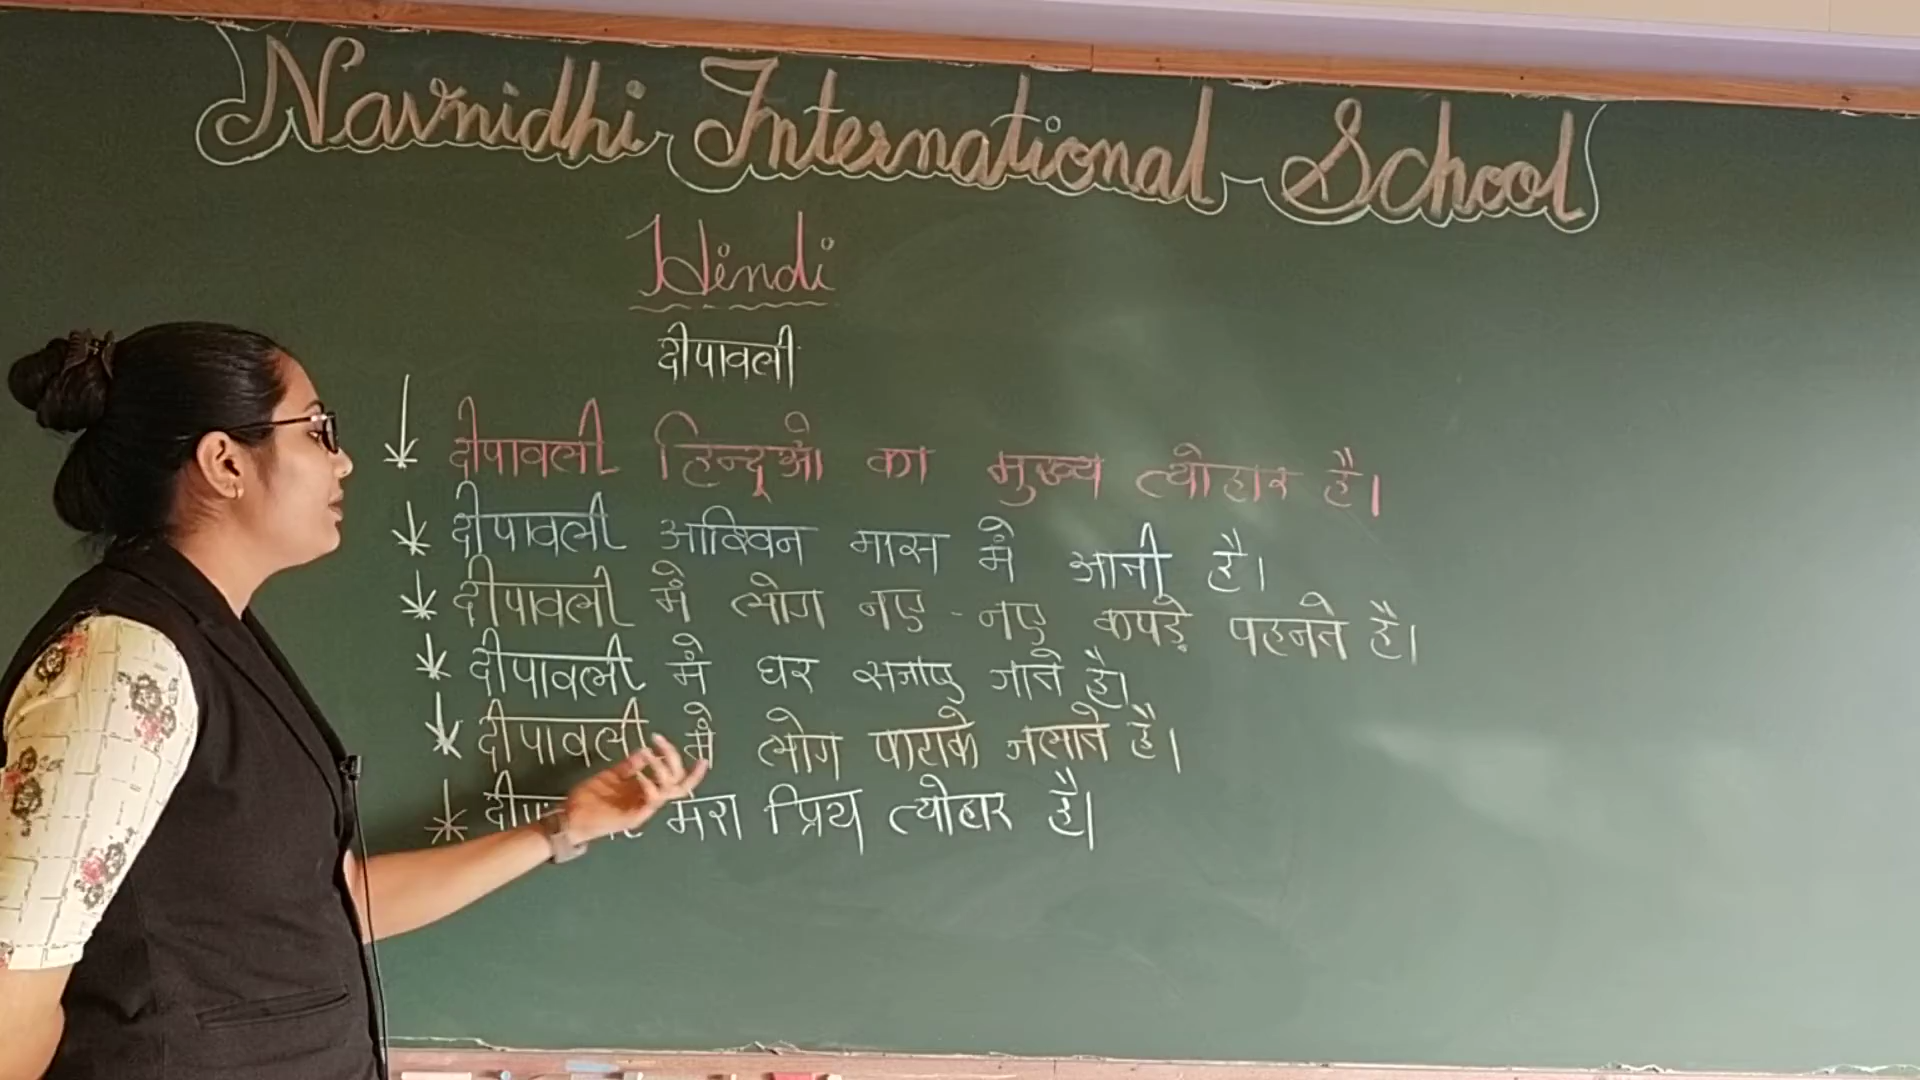 Navnidhi International School
Hindi
दीपावली
दीपावली हिन्दूओ का मुख्य त्योहार है।
दीपावली आश्विन मास में आती है।
दीपावली में लोग नए - नए कपड़े पहनते है।
दीपावली में घर सजाए जाते है।
दीपावली में लोग फटाके जलाते है।
मेरा प्रिय त्योहार है।